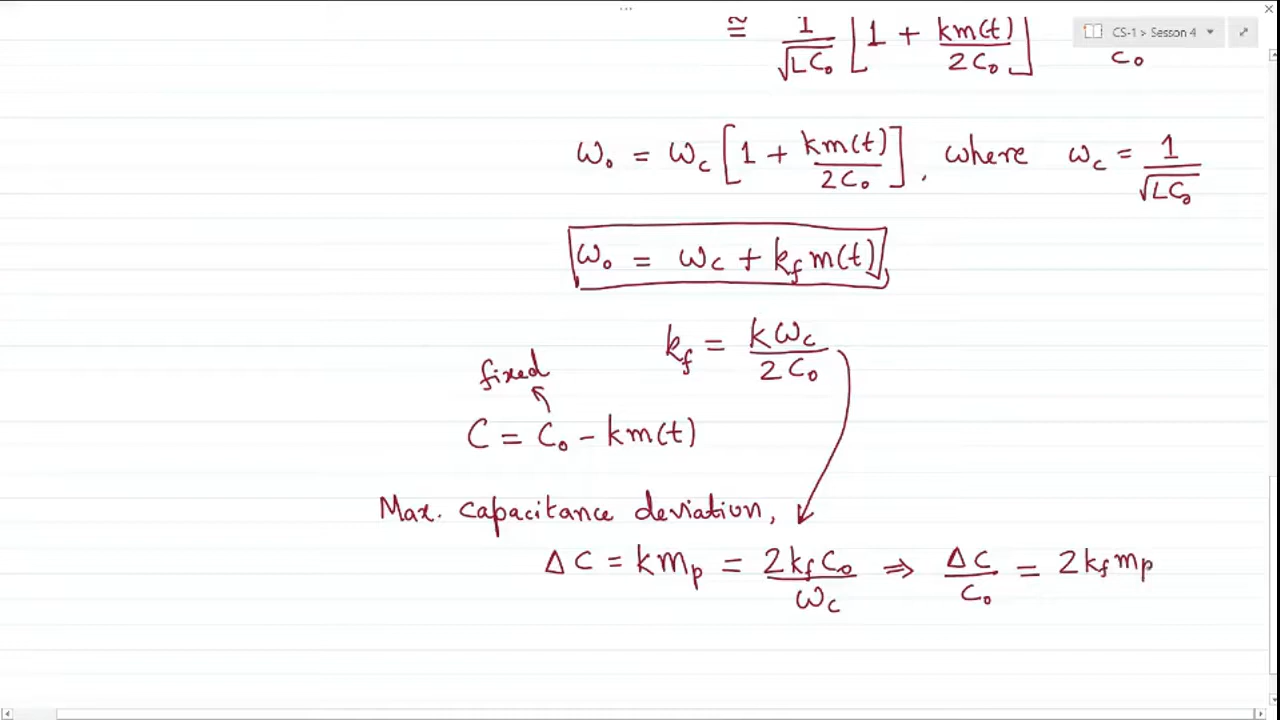 ≅ 1/√LC₀ [1 + km(t)/2C₀]
CS-1 > Sesson 4
C₀
ω₀ = ω_c [1 + km(t)/2C₀], where ω_c = 1/√LC₀
ω₀ = ω_c + k_f m(t)
k_f = kω_c/2C₀
fixed
C = C₀ - km(t)
Max. capacitance deviation,
ΔC = km_p = 2k_f C₀/ω_c ⇒ ΔC/C₀ = 2k_f m_p